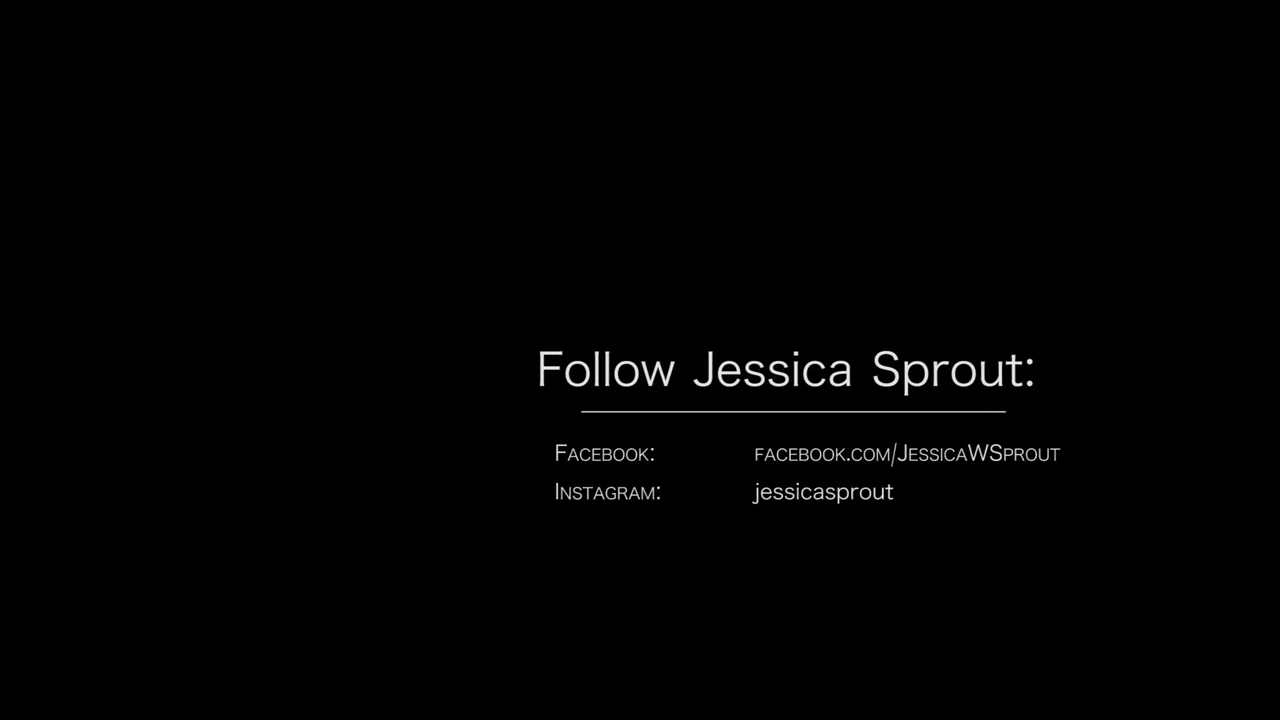 Follow Jessica Sprout:
Facebook: facebook.com/JessicaWSprout
Instagram: jessicasprout